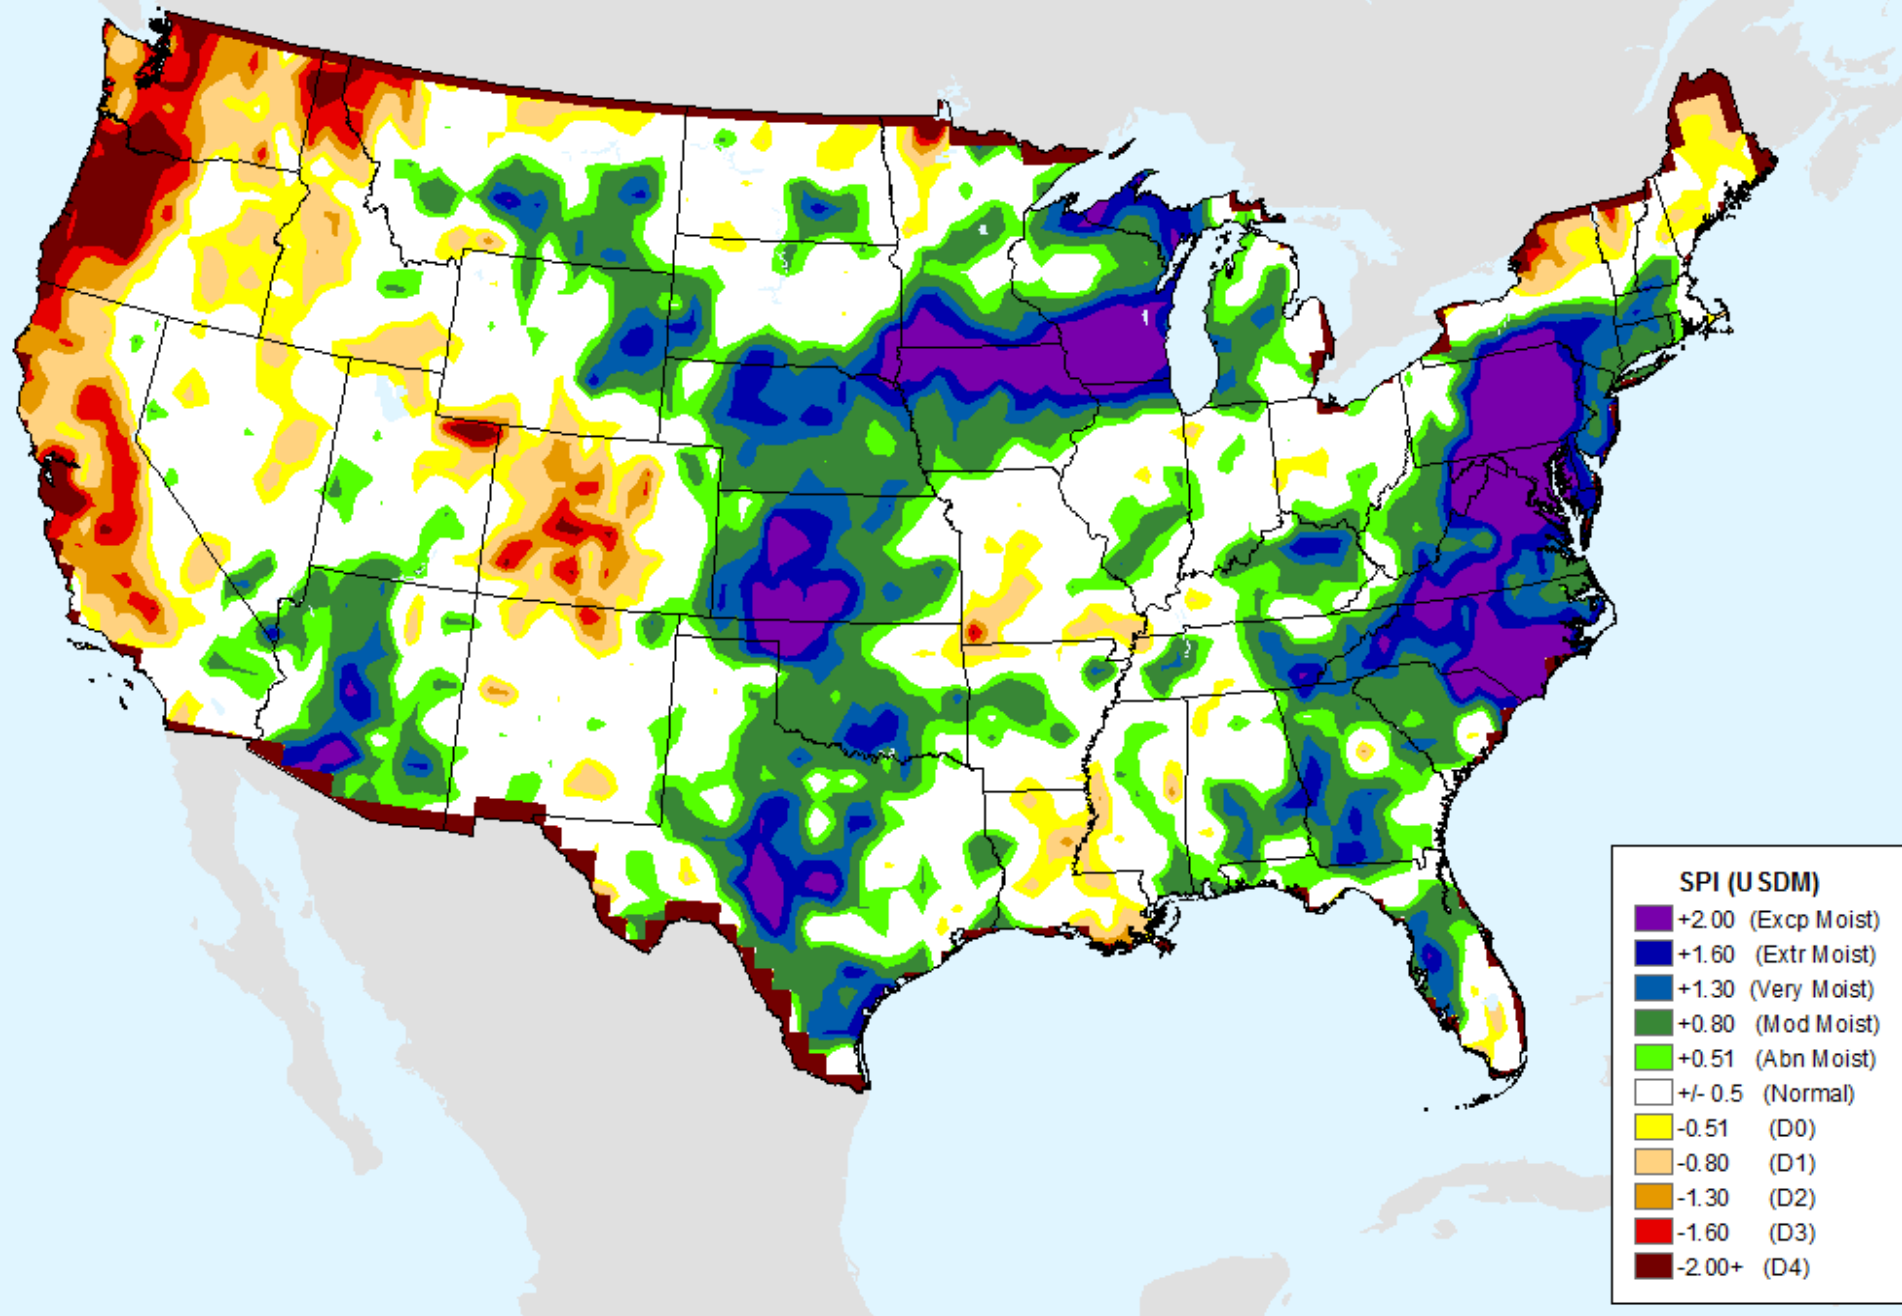 SPI (USDM)
+2.00 (Excp Moist)
+1.60 (Extr Moist)
+1.30 (Very Moist)
+0.80 (Mod Moist)
+0.51 (Abn Moist)
+/- 0.5 (Normal)
-0.51 (D0)
-0.80 (D1)
-1.30 (D2)
-1.60 (D3)
-2.00+ (D4)